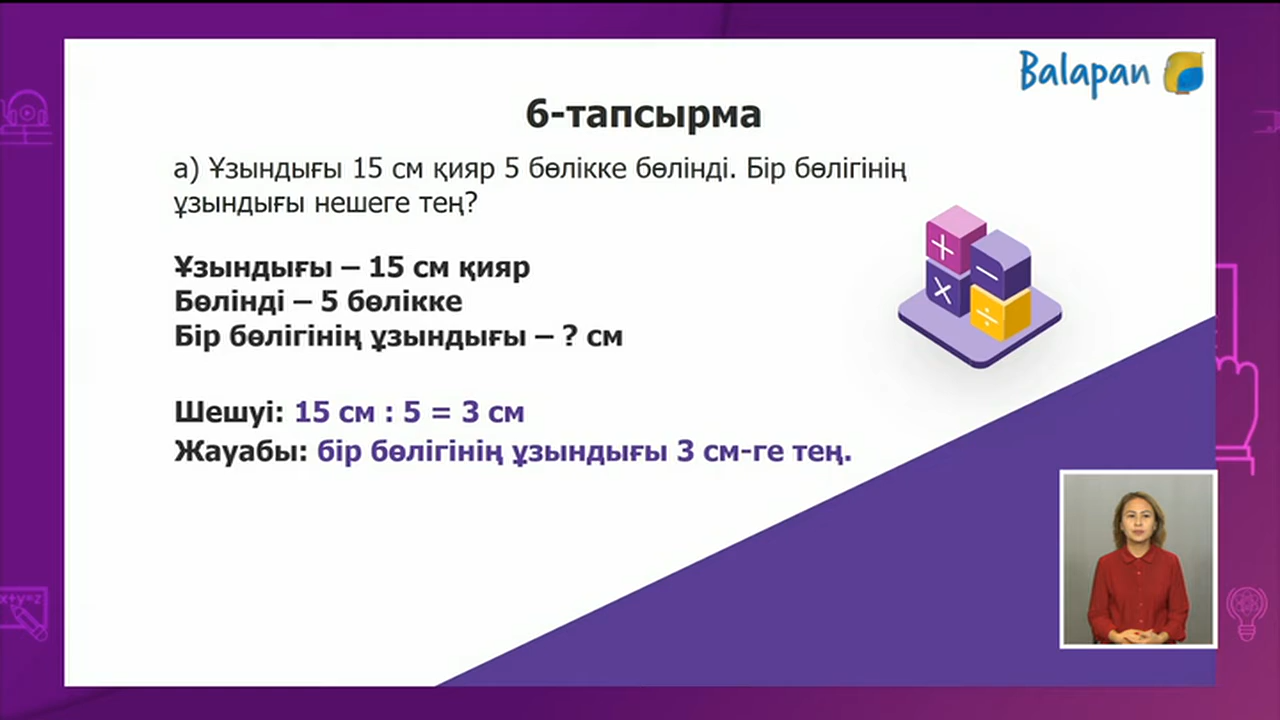 Balapan
6-тапсырма
а) Ұзындығы 15 см қияр 5 бөлікке бөлінді. Бір бөлігінің
ұзындығы нешеге тең?
Ұзындығы – 15 см қияр
Бөлінді – 5 бөлікке
Бір бөлігінің ұзындығы – ? см
Шешуі: 15 см : 5 = 3 см
Жауабы: бір бөлігінің ұзындығы 3 см-ге тең.
x+y=z